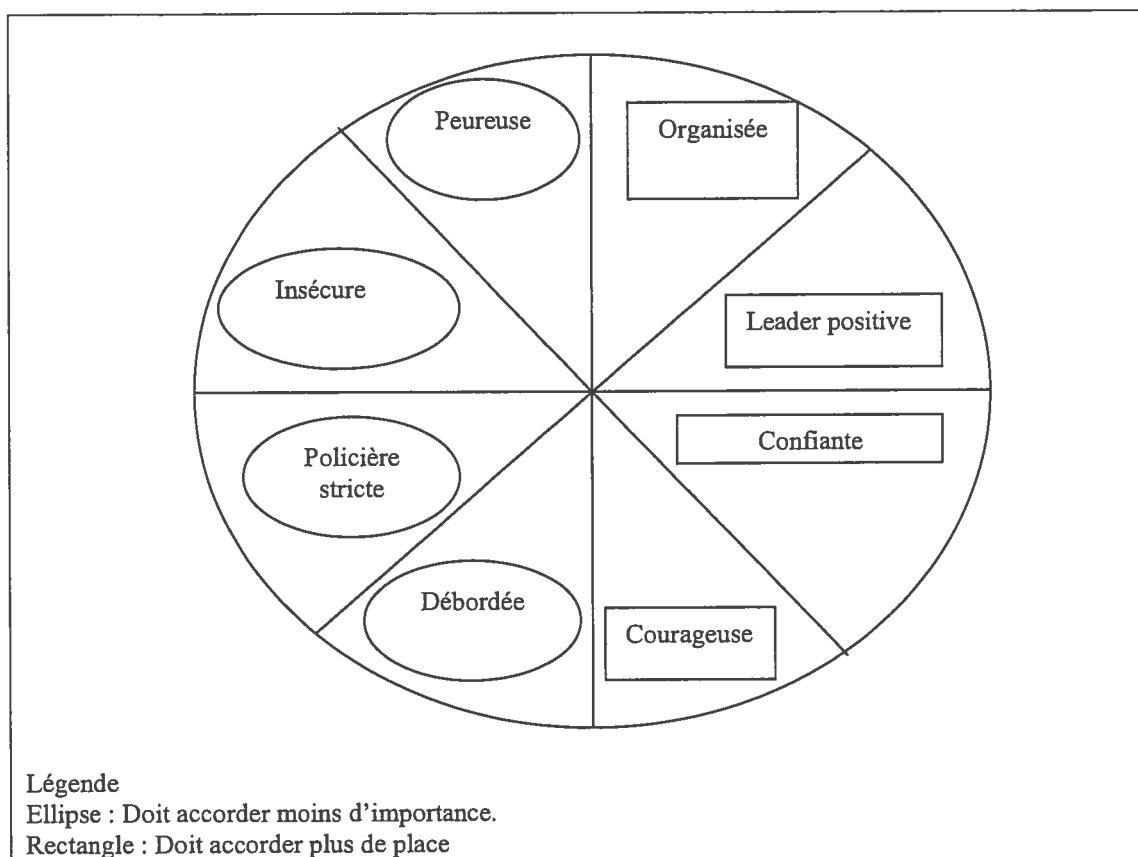 Peureuse
Organisée
Insécure
Leader positive
Confiante
Policière
stricte
Débordée
Courageuse
Légende
Ellipse : Doit accorder moins d'importance.
Rectangle : Doit accorder plus de place